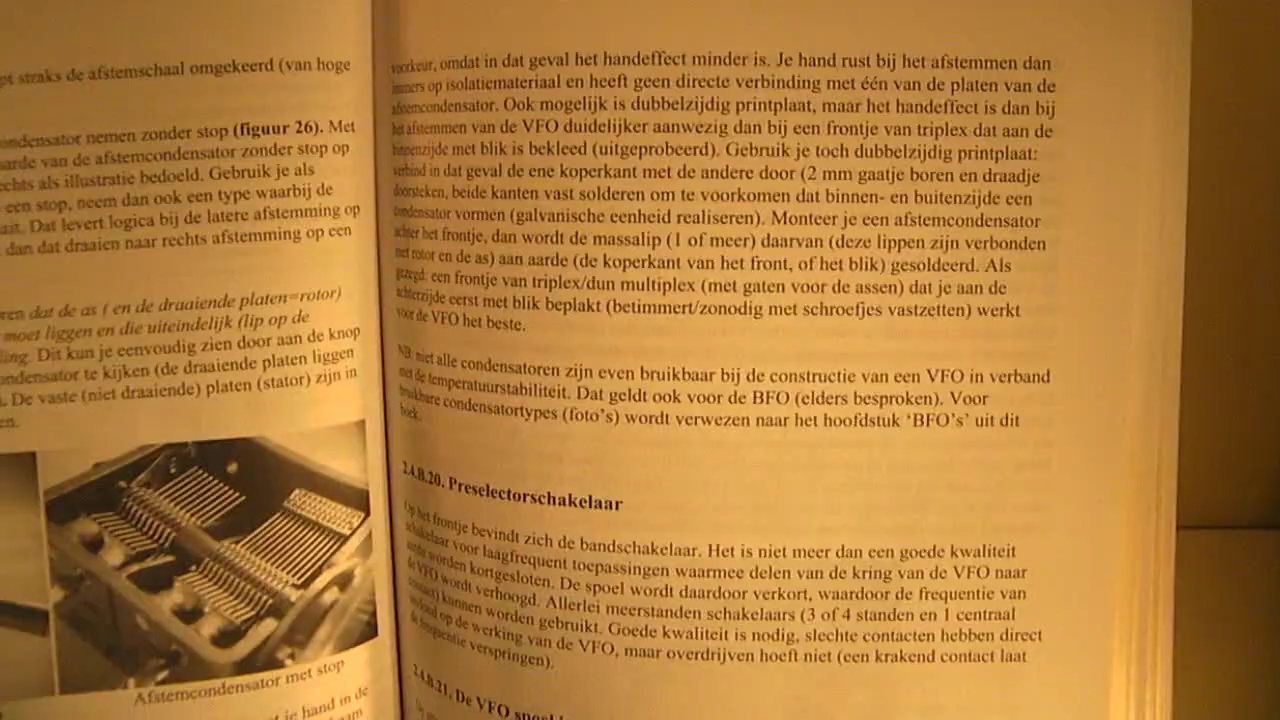 straks de afstemschaal omgekeerd (van hoge
condensator nemen zonder stop (figuur 26). Met
van de afstemcondensator zonder stop op
als illustratie bedoeld. Gebruik je als
een stop, neem dan ook een type waarbij de
Dat levert logica bij de latere afstemming op
dan dat draaien naar rechts afstemming op een
dat de as ( en de draaiende platen=rotor)
moet liggen en die uiteindelijk (lip op de
Dit kun je eenvoudig zien door aan de knop
te kijken (de draaiende platen liggen
De vaste (niet draaiende) platen (stator) zijn in
Afstemcondensator met stop
je hand in de
voorkeur, omdat in dat geval het handeffect minder is. Je hand rust bij het afstemmen dan
immers op isolatiemateriaal en heeft geen directe verbinding met één van de platen van de
afstemcondensator. Ook mogelijk is dubbelzijdig printplaat, maar het handeffect is dan bij
het afstemmen van de VFO duidelijker aanwezig dan bij een frontje van triplex dat aan de
binnenzijde met blik is bekleed (uitgeprobeerd). Gebruik je toch dubbelzijdig printplaat:
verbind in dat geval de ene koperkant met de andere door (2 mm gaatje boren en draadje
doorsteken, beide kanten vast solderen om te voorkomen dat binnen- en buitenzijde een
condensator vormen (galvanische eenheid realiseren). Monteer je een afstemcondensator
achter het frontje, dan wordt de massalip (1 of meer) daarvan (deze lippen zijn verbonden
met rotor en de as) aan aarde (de koperkant van het front, of het blik) gesoldeerd. Als
gezegd: een frontje van triplex/dun multiplex (met gaten voor de assen) dat je aan de
achterzijde eerst met blik beplakt (betimmert/zonodig met schroefjes vastzetten) werkt
voor de VFO het beste.
NB: niet alle condensatoren zijn even bruikbaar bij de constructie van een VFO in verband
met de temperatuurstabiliteit. Dat geldt ook voor de BFO (elders besproken). Voor
bruikbare condensatortypes (foto's) wordt verwezen naar het hoofdstuk ‘BFO's’ uit dit
boek.
2.4.B.20. Preselectorschakelaar
Op het frontje bevindt zich de bandschakelaar. Het is niet meer dan een goede kwaliteit
schakelaar voor laagfrequent toepassingen waarmee delen van de kring van de VFO naar
aarde worden kortgesloten. De spoel wordt daardoor verkort, waardoor de frequentie van
de VFO wordt verhoogd. Allerlei meerstanden schakelaars (3 of 4 standen en 1 centraal
contact) kunnen worden gebruikt. Goede kwaliteit is nodig, slechte contacten hebben direct
invloed op de werking van de VFO, maar overdrijven hoeft niet (een krakend contact laat
de frequentie verspringen).
2.4.B.21. De VFO